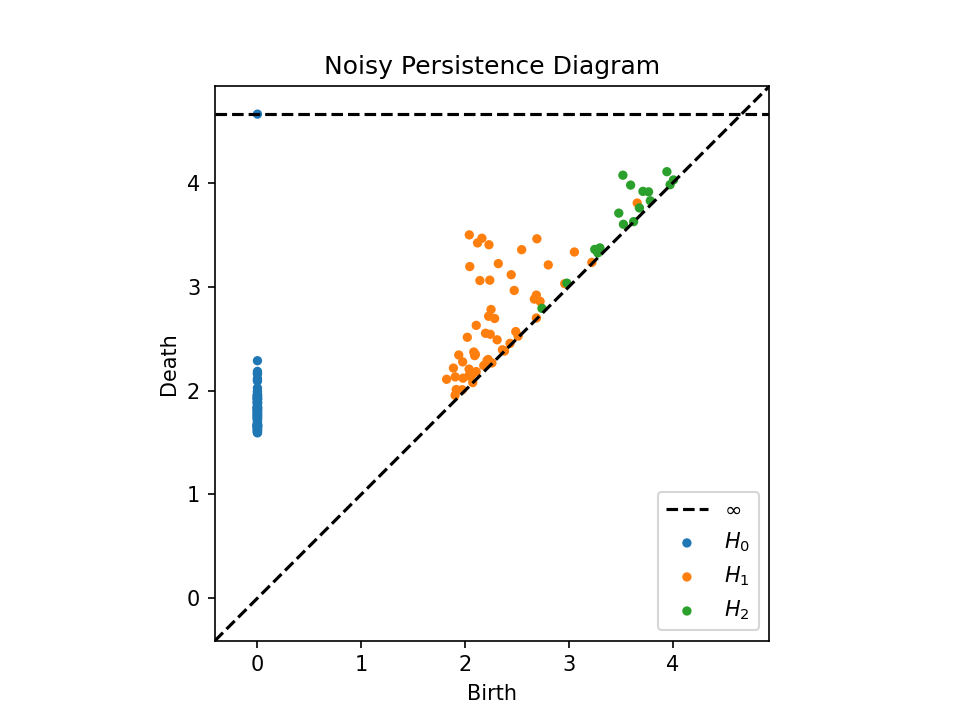 Noisy Persistence Diagram
Death
4
3
2
1
0
0 1 2 3 4
Birth
∞
H₀
H₁
H₂